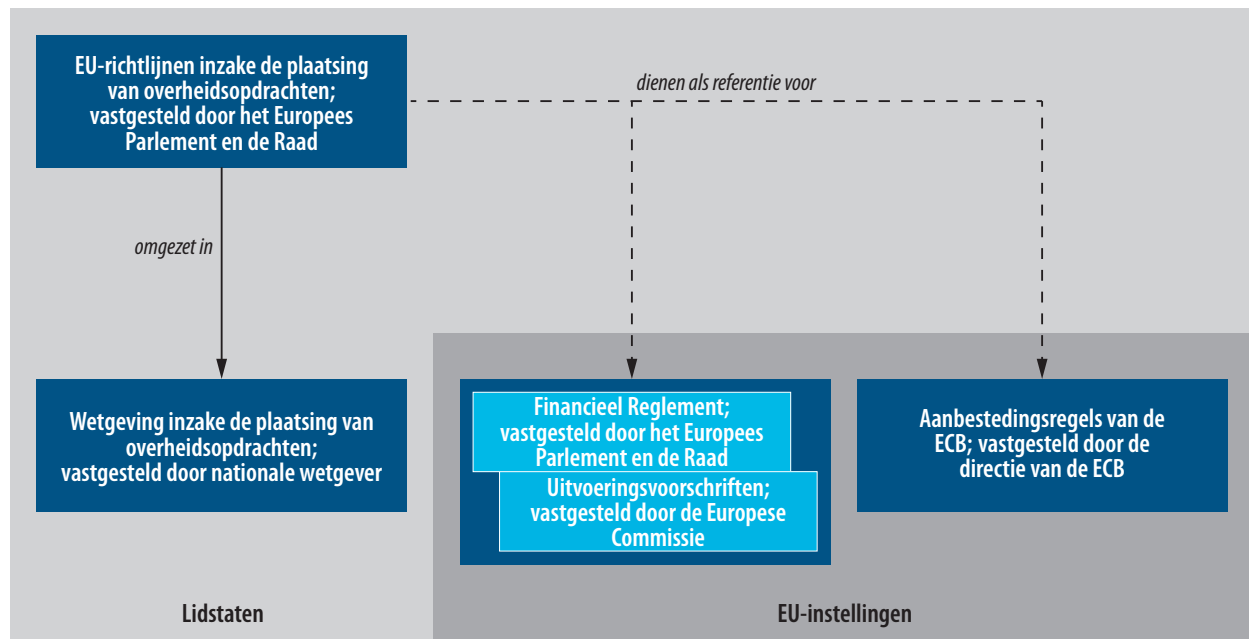 EU-richtlijnen inzake de plaatsing
van overheidsopdrachten;
vastgesteld door het Europees
Parlement en de Raad
dienen als referentie voor
omgezet in
Wetgeving inzake de plaatsing van
overheidsopdrachten;
vastgesteld door nationale wetgever
Financieel Reglement;
vastgesteld door het Europees
Parlement en de Raad
Uitvoeringsvoorschriften;
vastgesteld door de Europese
Commissie
Aanbestedingsregels van de
ECB; vastgesteld door de
directie van de ECB
Lidstaten
EU-instellingen